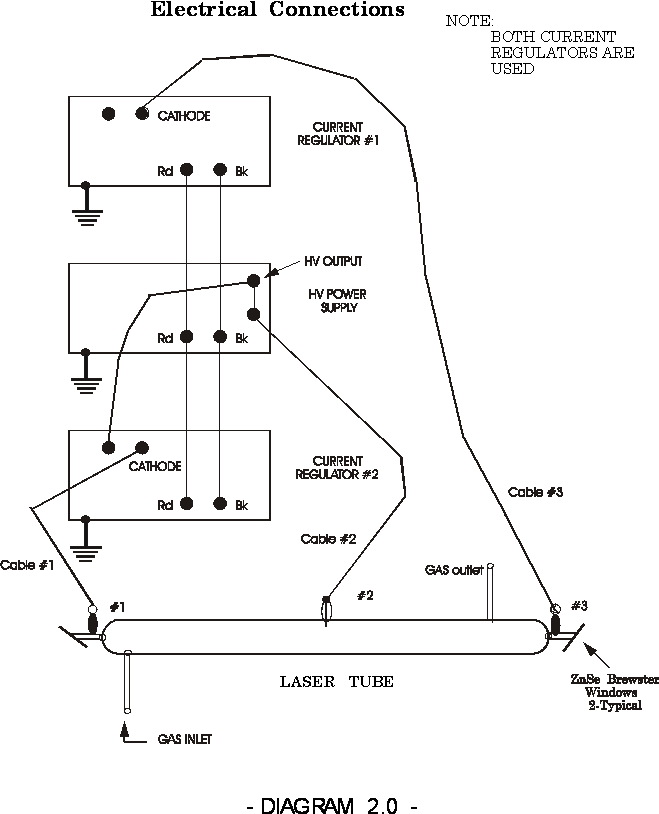 Electrical Connections
NOTE:
BOTH CURRENT
REGULATORS ARE
USED
CATHODE
CURRENT
REGULATOR #1
Rd
Bk
HV OUTPUT
HV POWER
SUPPLY
Rd
Bk
CATHODE
CURRENT
REGULATOR #2
Rd
Bk
Cable #3
Cable #2
Cable #1
GAS outlet
#1
#2
#3
LASER TUBE
ZnSe Brewster
Windows
2-Typical
GAS INLET
- DIAGRAM 2.0 -